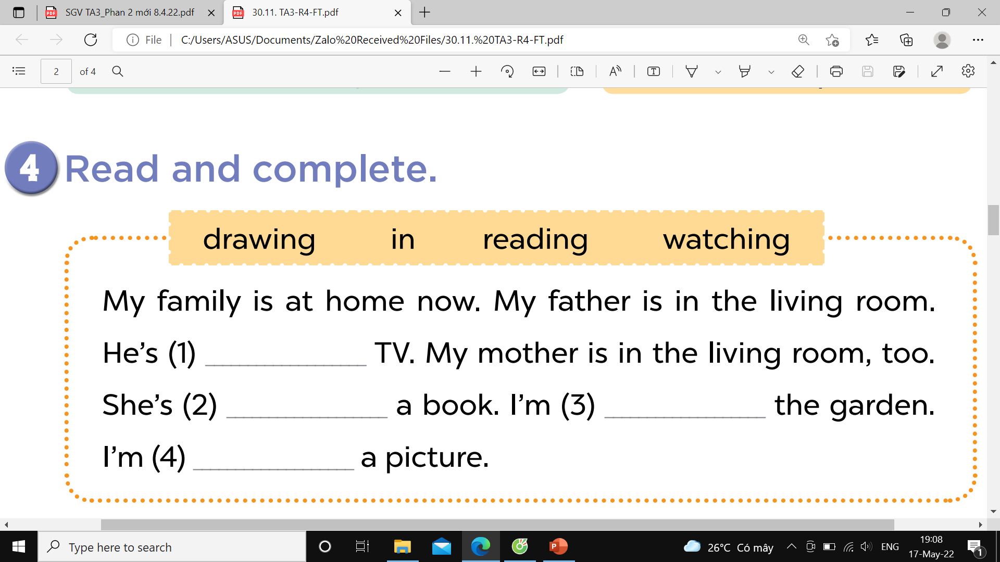 SGV TA3_Phan 2 mới 8.4.22.pdf
30.11. TA3-R4-FT.pdf
File
C:/Users/ASUS/Documents/Zalo%20Received%20Files/30.11.%20TA3-R4-FT.pdf
2 of 4
4 Read and complete.
drawing in reading watching
My family is at home now. My father is in the living room.
He's (1) ______________ TV. My mother is in the living room, too.
She's (2) ______________ a book. I'm (3) ______________ the garden.
I'm (4) ______________ a picture.
Type here to search
26°C Có mây
ENG
19:08
17-May-22
1